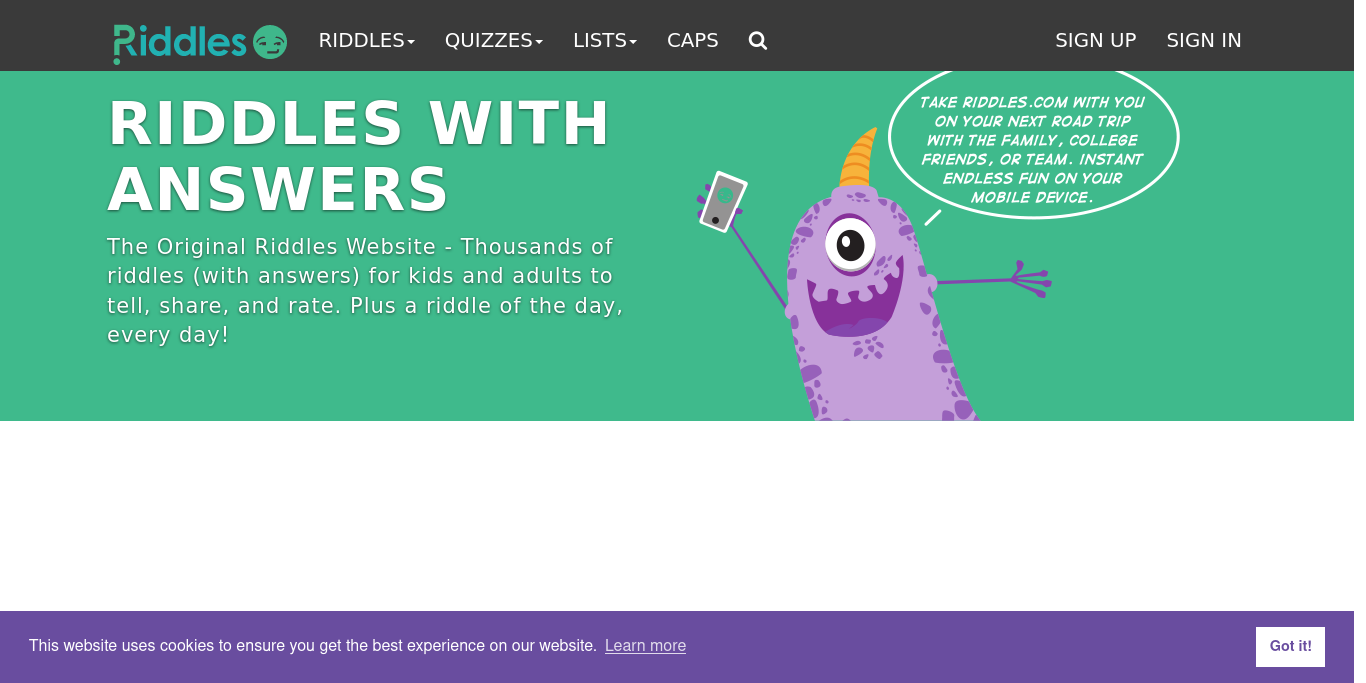 Riddles
RIDDLES QUIZZES LISTS CAPS SIGN UP SIGN IN
RIDDLES WITH
ANSWERS
The Original Riddles Website - Thousands of
riddles (with answers) for kids and adults to
tell, share, and rate. Plus a riddle of the day,
every day!
TAKE RIDDLES.COM WITH YOU
ON YOUR NEXT ROAD TRIP
WITH THE FAMILY, COLLEGE
FRIENDS, OR TEAM. INSTANT
ENDLESS FUN ON YOUR
MOBILE DEVICE.
This website uses cookies to ensure you get the best experience on our website. Learn more
Got it!